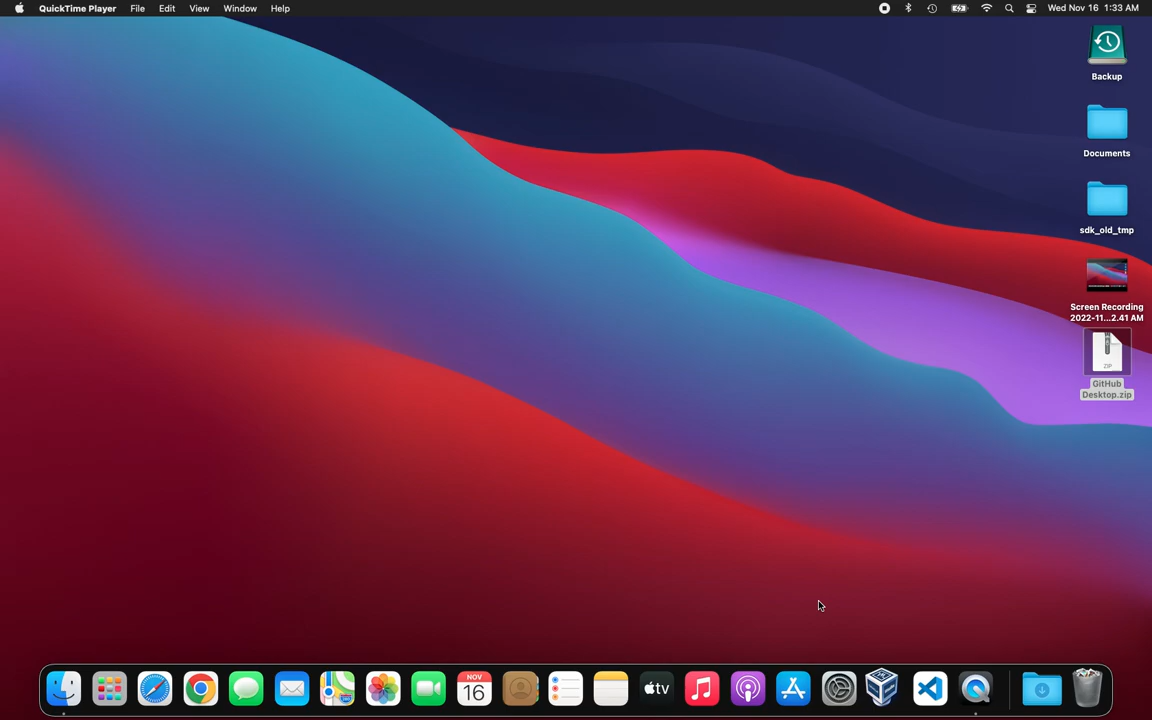 QuickTime Player File Edit View Window Help Wed Nov 16 1:33 AM
Backup
Documents
sdk_old_tmp
Screen Recording
2022-11...2.41 AM
ZIP
GitHub
Desktop.zip
NOV
16
tv